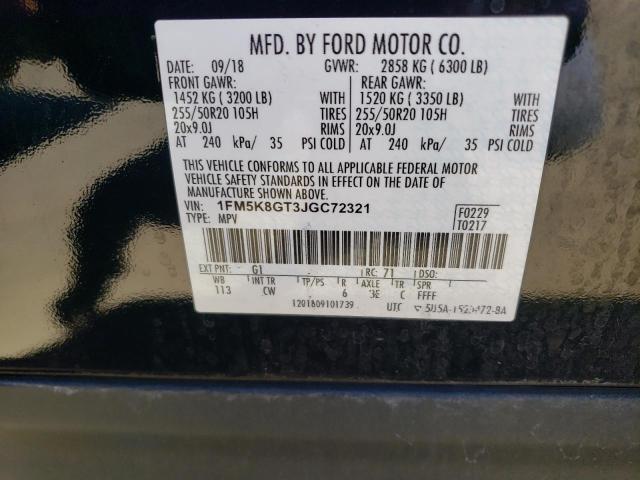 MFD. BY FORD MOTOR CO.
DATE: 09/18 GVWR: 2858 KG ( 6300 LB)
FRONT GAWR: REAR GAWR:
1452 KG ( 3200 LB) WITH 1520 KG ( 3350 LB) WITH
255/50R20 105H TIRES 255/50R20 105H TIRES
20x9.0J RIMS 20x9.0J RIMS
AT 240 kPa/ 35 PSI COLD AT 240 kPa/ 35 PSI COLD
THIS VEHICLE CONFORMS TO ALL APPLICABLE FEDERAL MOTOR
VEHICLE SAFETY STANDARDS IN EFFECT ON THE DATE OF
MANUFACTURE SHOWN ABOVE.
VIN: 1FM5K8GT3JGC72321 F0229
TYPE: MPV T0217
EXT PNT: G1 RC: 71 DSO:
WB INT TR TP/PS R AXLE TR SPR
113 CW 6 3E C FFFF
1201809101739 UTC